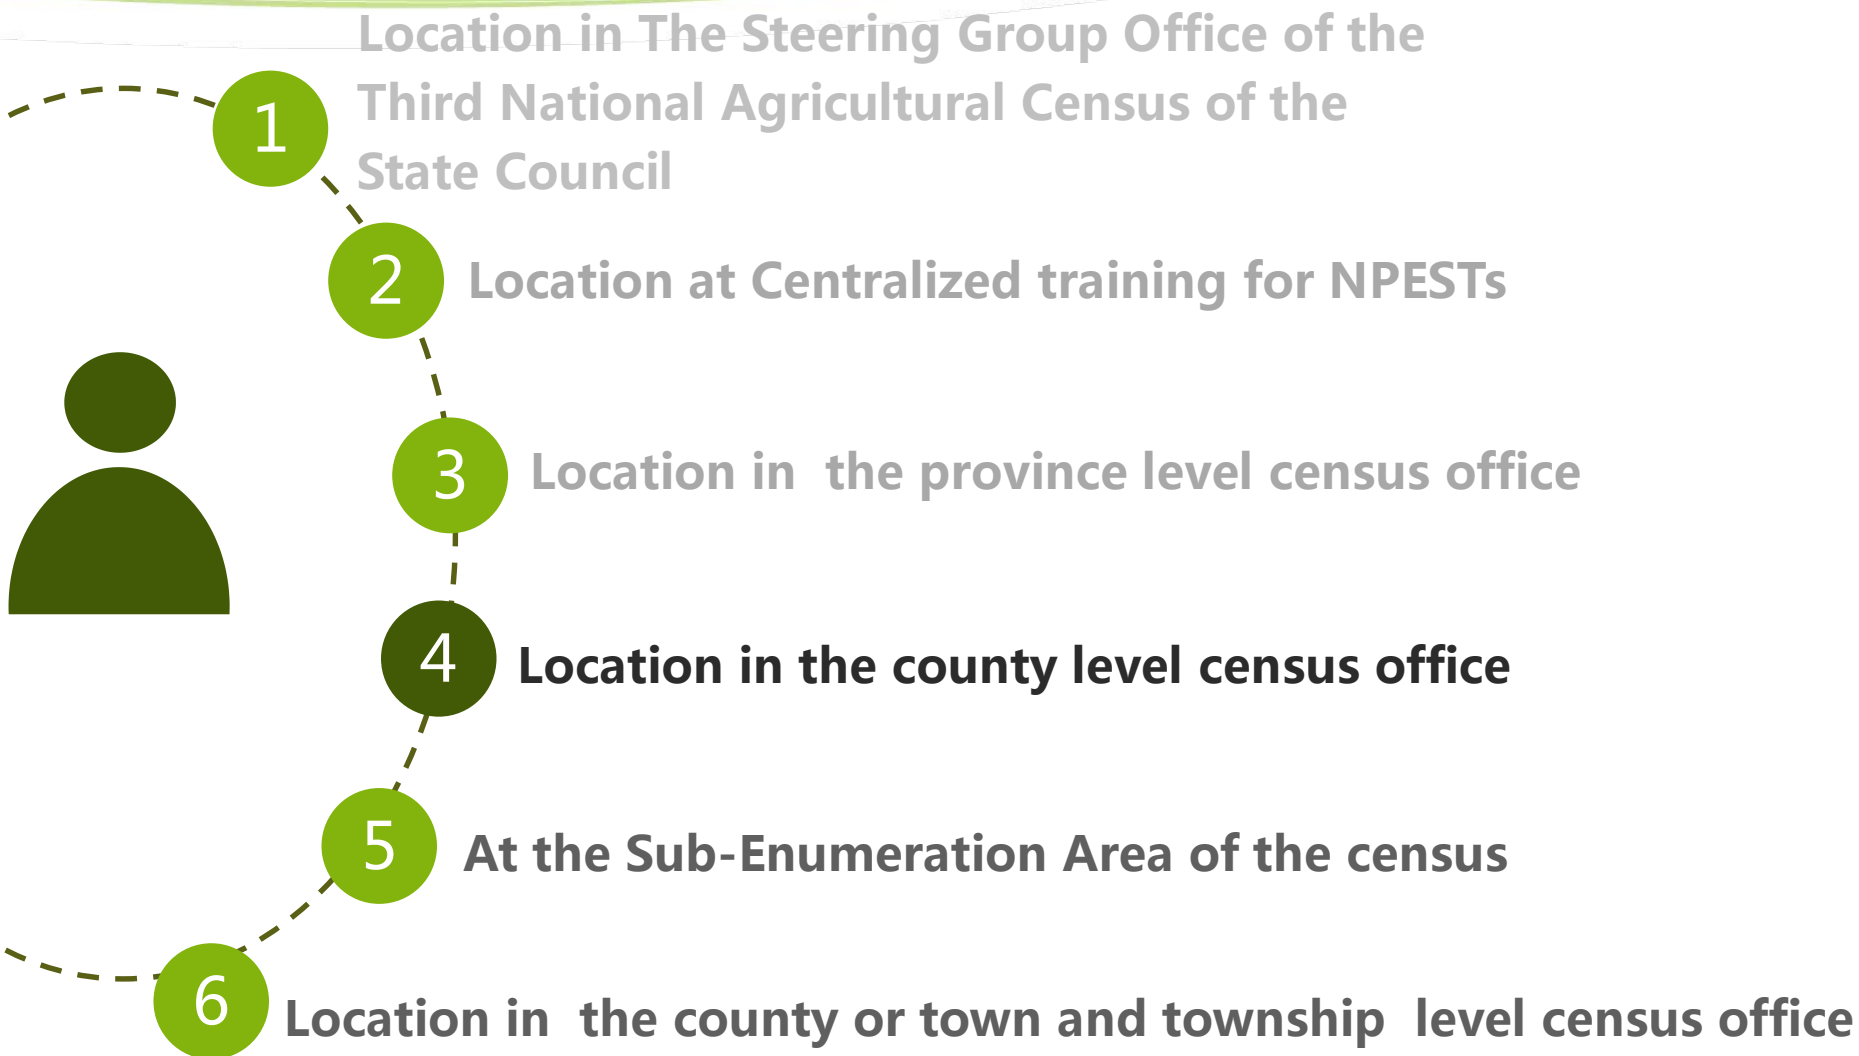 Location in The Steering Group Office of the
Third National Agricultural Census of the
State Council
1
2 Location at Centralized training for NPESTs
3 Location in  the province level census office
4 Location in the county level census office
5 At the Sub-Enumeration Area of the census
6 Location in  the county or town and township  level census office